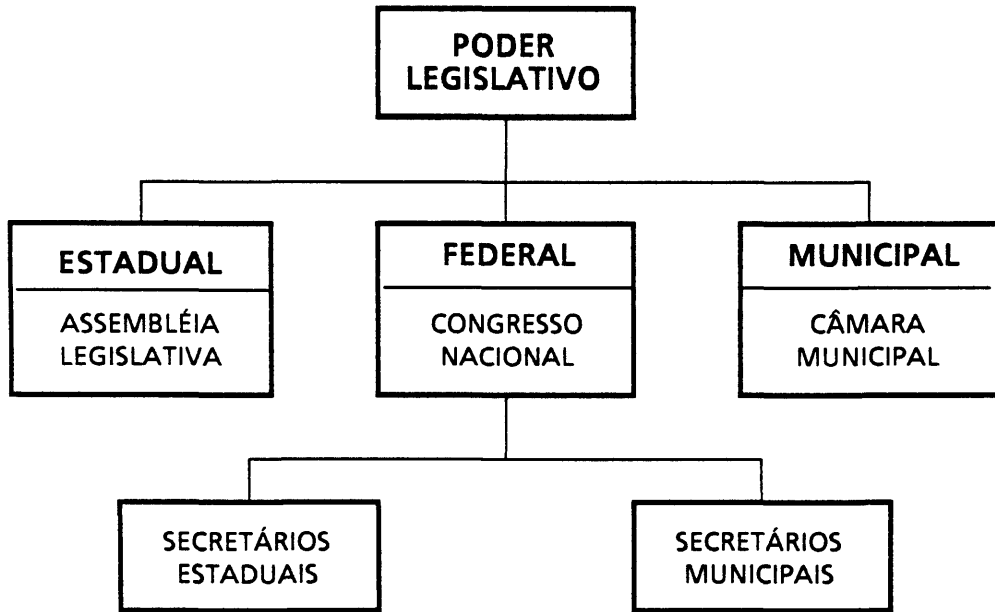 PODER
LEGISLATIVO
ESTADUAL
ASSEMBLÉIA
LEGISLATIVA
FEDERAL
CONGRESSO
NACIONAL
MUNICIPAL
CÂMARA
MUNICIPAL
SECRETÁRIOS
ESTADUAIS
SECRETÁRIOS
MUNICIPAIS